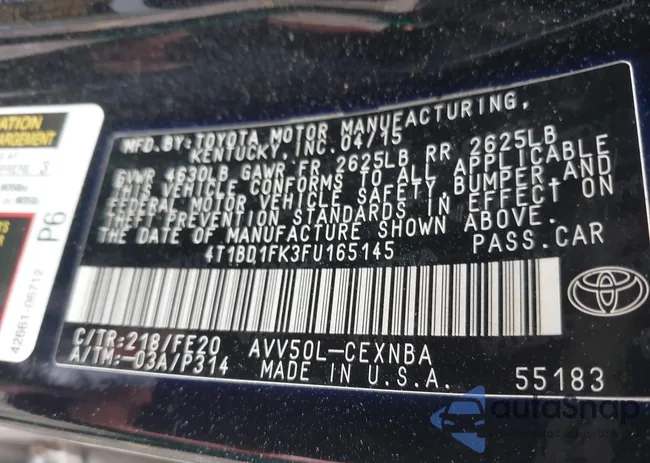 MFD.BY: TOYOTA MOTOR MANUFACTURING,
KENTUCKY, INC. 04/15
GVWR 4630LB GAWR FR 2625LB RR 2625LB
THIS VEHICLE CONFORMS TO ALL APPLICABLE
FEDERAL MOTOR VEHICLE SAFETY, BUMPER, AND
THEFT PREVENTION STANDARDS IN EFFECT ON
THE DATE OF MANUFACTURE SHOWN ABOVE.
4T1BD1FK3FU165145 PASS.CAR
C/TR:218/FE20 AVV50L-CEXNBA
A/TM:-03A/P314 MADE IN U.S.A. 55183
P6
42661-06712
autoSnap